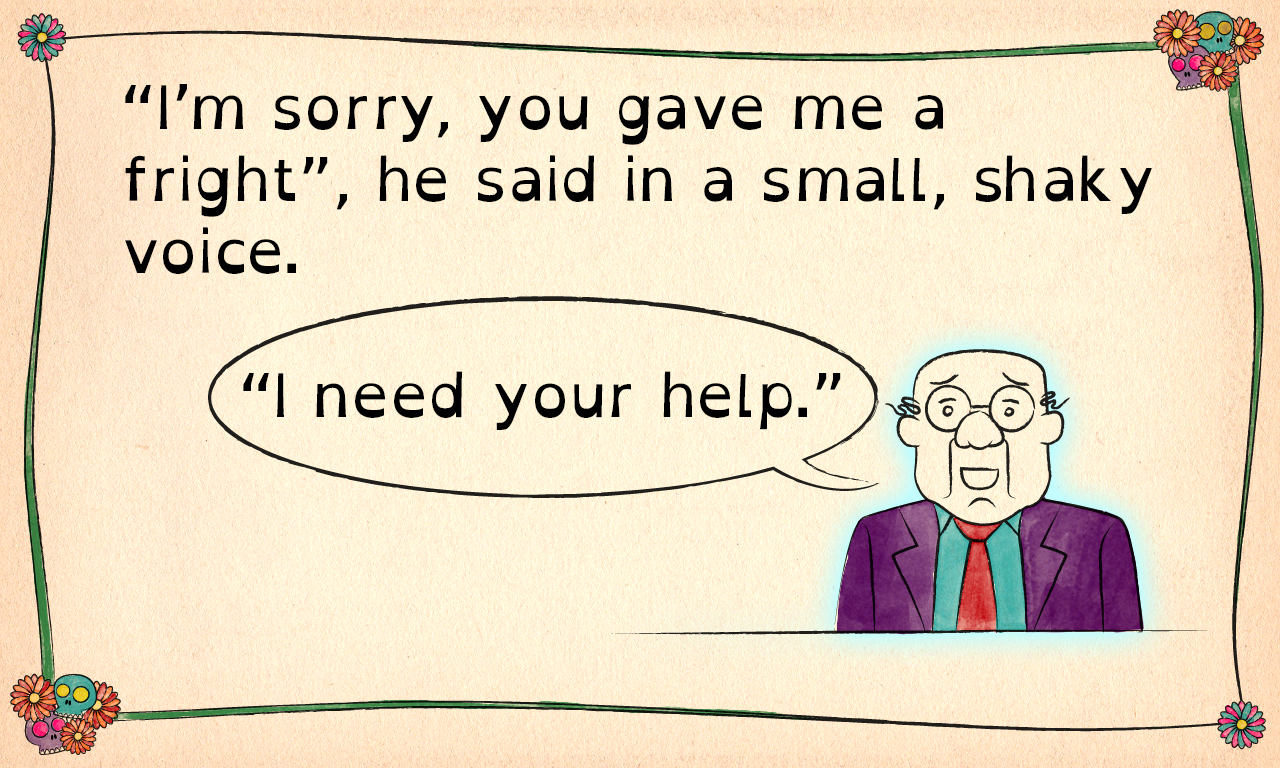 “I’m sorry, you gave me a
fright”, he said in a small, shaky
voice.
“I need your help.”